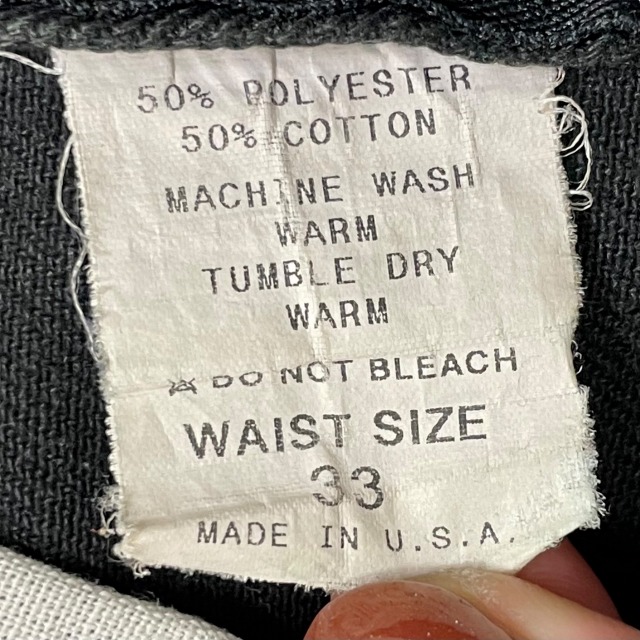 50% POLYESTER
50% COTTON
MACHINE WASH
WARM
TUMBLE DRY
WARM
DO NOT BLEACH
WAIST SIZE
33
MADE IN U.S.A.